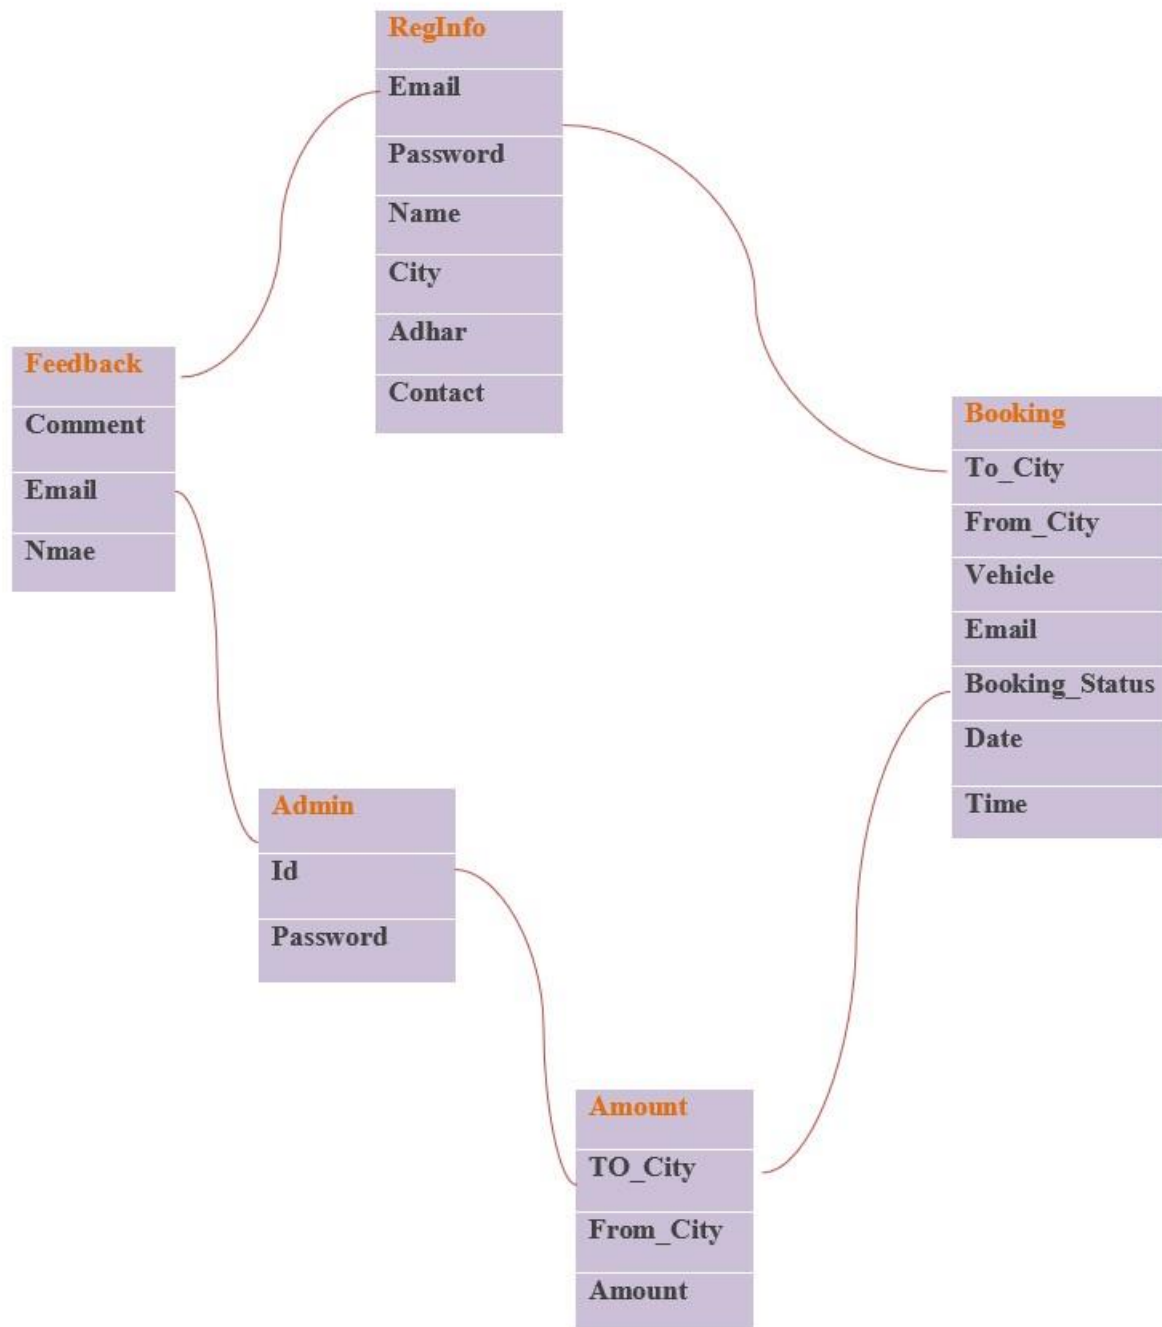 RegInfo
Email
Password
Name
City
Adhar
Contact
Feedback
Comment
Email
Nmae
Booking
To_City
From_City
Vehicle
Email
Booking_Status
Date
Time
Admin
Id
Password
Amount
TO_City
From_City
Amount